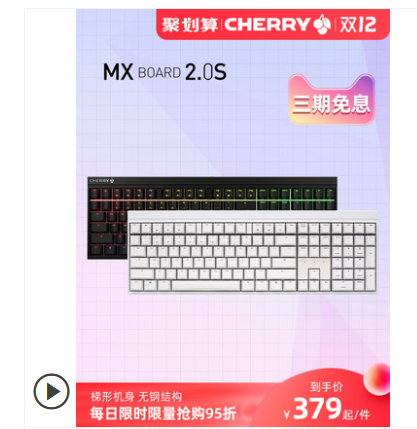 聚划算 CHERRY 双12
MX BOARD 2.0S
三期免息
CHERRY
梯形机身 无钢结构
每日限时限量抢购95折
到手价
¥379起/件